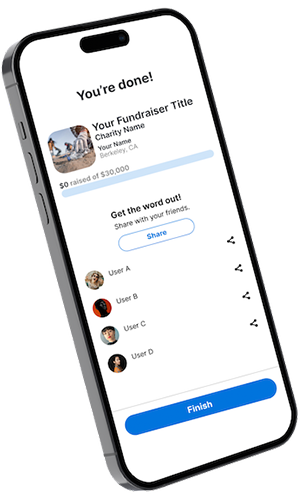 You're done!
Your Fundraiser Title
Charity Name
Your Name
Berkeley, CA
$0 raised of $30,000
Get the word out!
Share with your friends.
Share
User A
User B
User C
User D
Finish